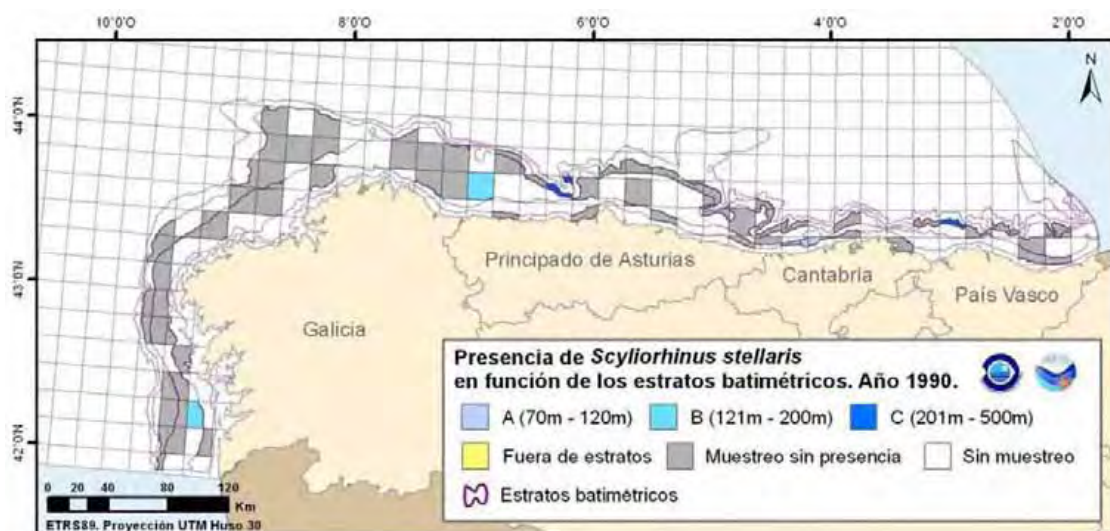 10°0'O 8°0'O 6°0'O 4°0'O 2°0'O
N
44°0'N
43°0'N
42°0'N
Principado de Asturias
Cantabria
País Vasco
Galicia
Presencia de Scyliorhinus stellaris
en función de los estratos batimétricos. Año 1990.
A (70m - 120m) B (121m - 200m) C (201m - 500m)
Fuera de estratos Muestreo sin presencia Sin muestreo
Estratos batimétricos
0 20 40 80 120
Km
ETRS89. Proyección UTM Huso 30